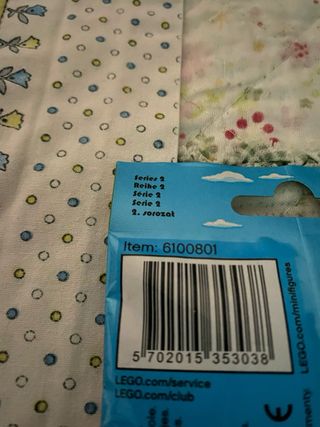 Series 2
Reihe 2
Série 2
Serie 2
2. sorozat
Item: 6100801
5 702015 353038
LEGO.com/service
LEGO.com/club
LEGO.com/minifigures
CE